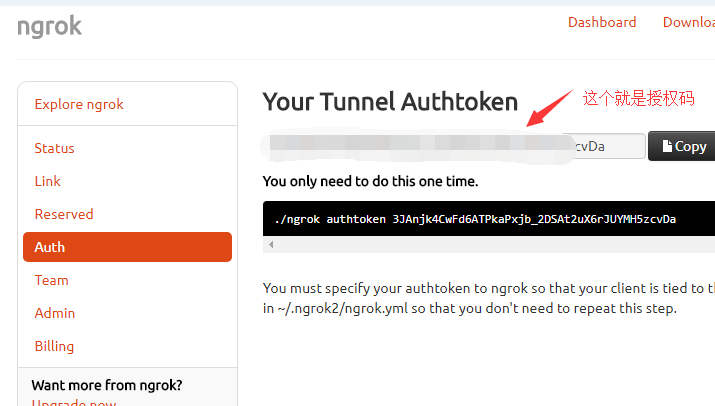 ngrok
Dashboard
Downloa
Explore ngrok
Status
Link
Reserved
Auth
Team
Admin
Billing
Want more from ngrok?
Upgrade now
Your Tunnel Authtoken
这个就是授权码
zcvDa
Copy
You only need to do this one time.
./ngrok authtoken 3JAnjk4CwFd6ATPkaPxjb_2DSAt2uX6rJUYMH5zcvDa
You must specify your authtoken to ngrok so that your client is tied to th
in ~/.ngrok2/ngrok.yml so that you don't need to repeat this step.